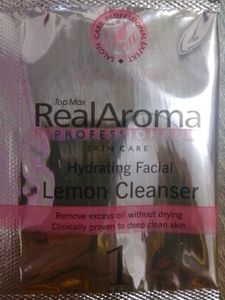 SALON CARE PROFESSIONAL EXPERT
Top Max
RealAroma
PROFESSIONAL
SKIN CARE
Hydrating Facial
Lemon Cleanser
Remove excess oil without drying
Clinically proven to deep clean skin
1